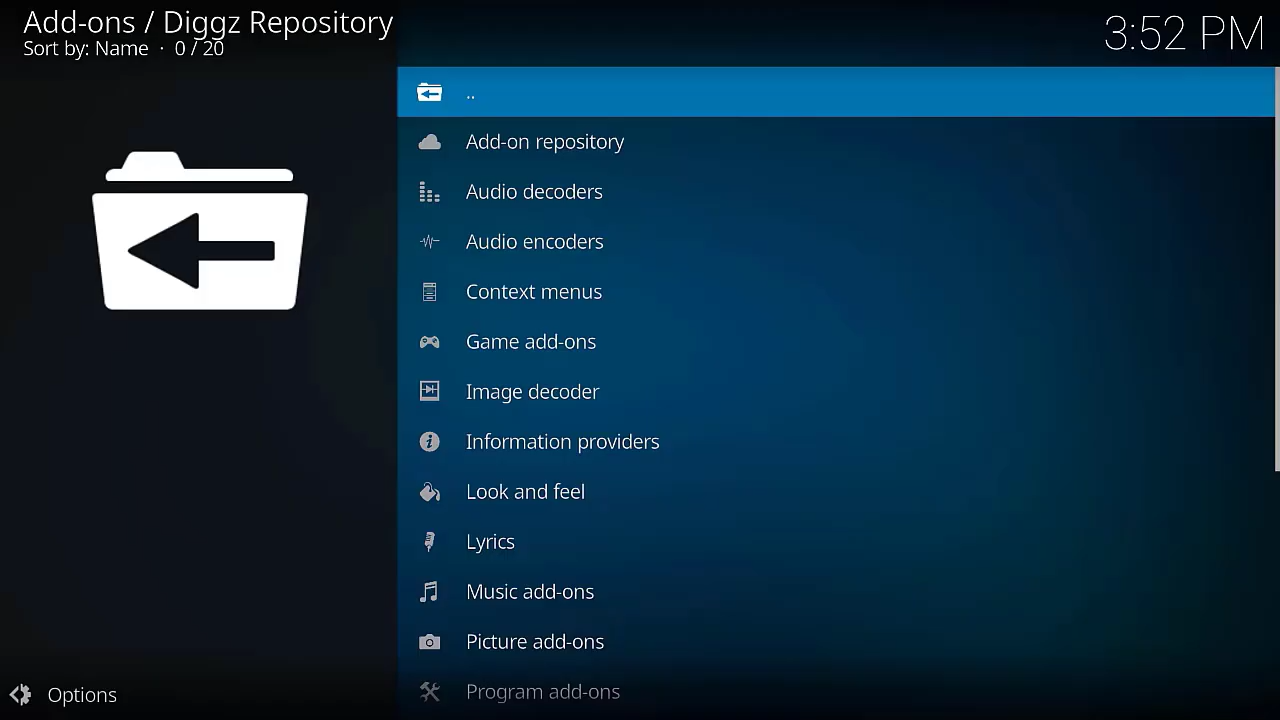 Add-ons / Diggz Repository
Sort by: Name · 0 / 20
3:52 PM
..
Add-on repository
Audio decoders
Audio encoders
Context menus
Game add-ons
Image decoder
Information providers
Look and feel
Lyrics
Music add-ons
Picture add-ons
Program add-ons
Options